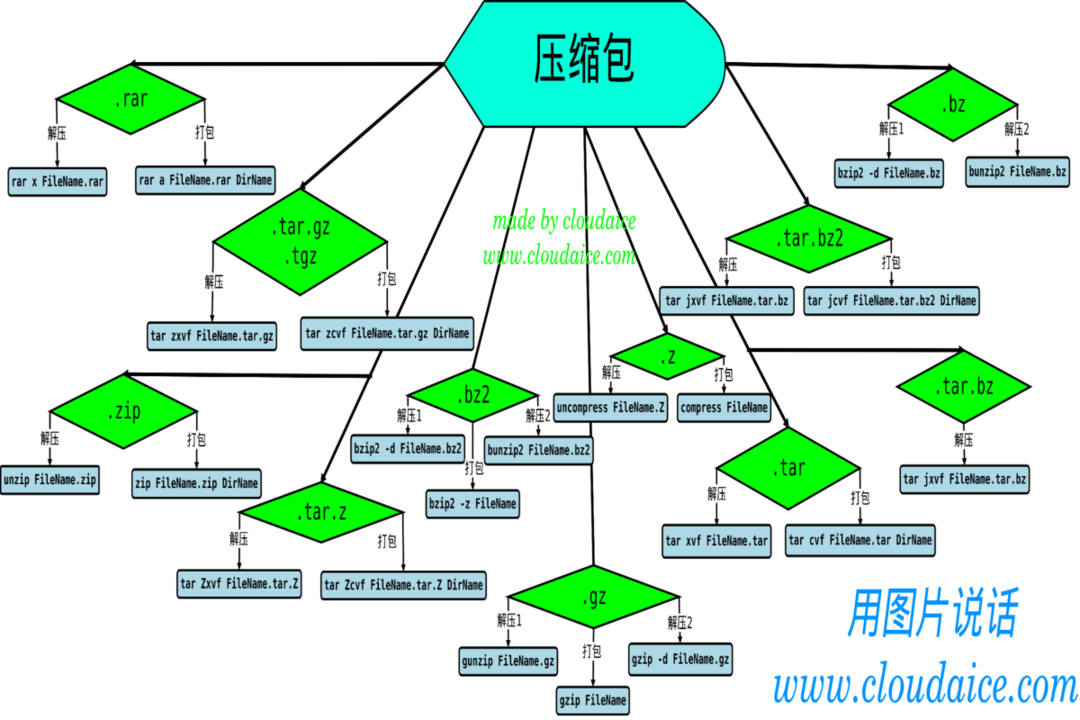 压缩包
.rar
解压
打包
rar x FileName.rar
rar a FileName.rar DirName
.bz
解压1
解压2
bzip2 -d FileName.bz
bunzip2 FileName.bz
.tar.gz
.tgz
解压
打包
tar zxvf FileName.tar.gz
tar zcvf FileName.tar.gz DirName
made by cloudaice
www.cloudaice.com
.tar.bz2
解压
打包
tar jxvf FileName.tar.bz
tar jcvf FileName.tar.bz2 DirName
.z
解压
打包
uncompress FileName.Z
compress FileName
.tar.bz
解压
tar jxvf FileName.tar.bz
.zip
解压
打包
unzip FileName.zip
zip FileName.zip DirName
.bz2
解压1
解压2
打包
bzip2 -d FileName.bz2
bunzip2 FileName.bz2
bzip2 -z FileName
.tar
解压
打包
tar xvf FileName.tar
tar cvf FileName.tar DirName
.tar.z
解压
打包
tar Zxvf FileName.tar.Z
tar Zcvf FileName.tar.Z DirName
.gz
解压1
解压2
打包
gunzip FileName.gz
gzip -d FileName.gz
gzip FileName
用图片说话
www.cloudaice.com